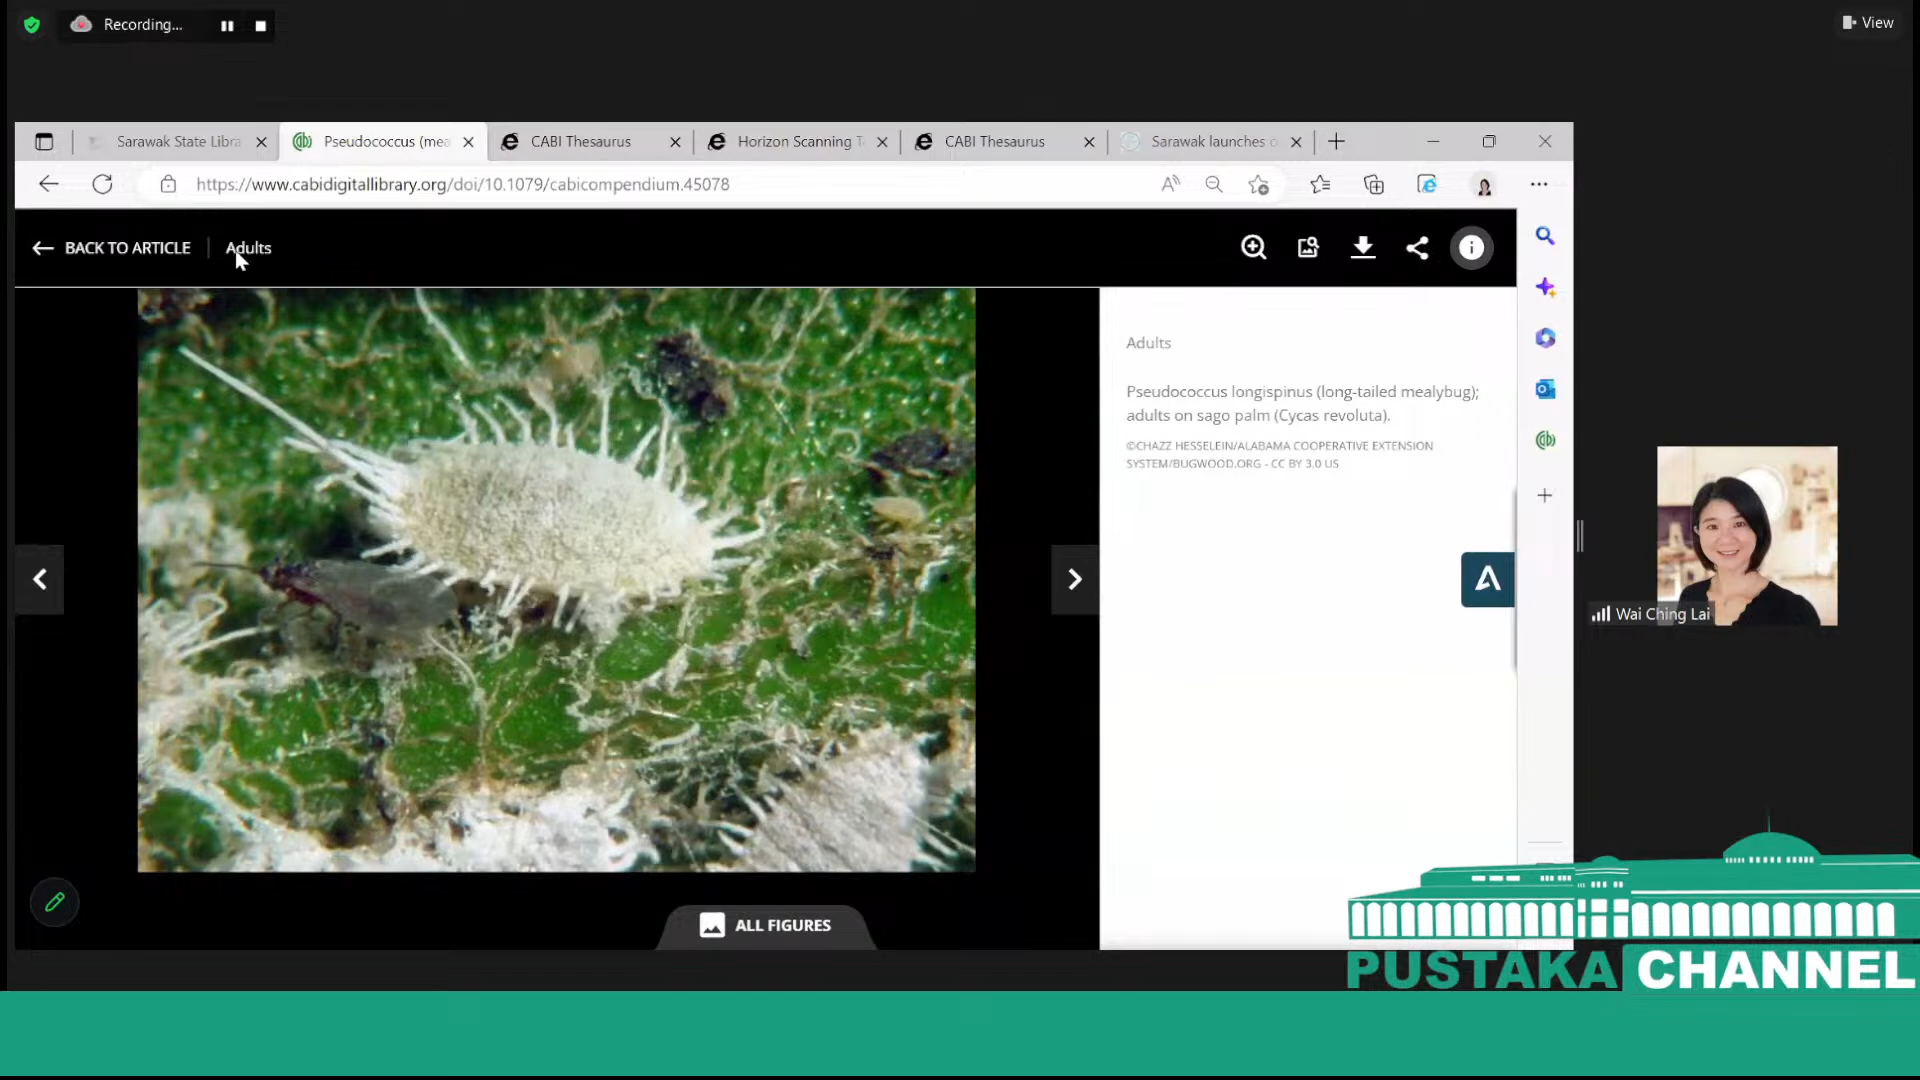 Recording...
View
Sarawak State Libra
Pseudococcus (mea
CABI Thesaurus
Horizon Scanning T
CABI Thesaurus
Sarawak launches o
https://www.cabidigitallibrary.org/doi/10.1079/cabicompendium.45078
BACK TO ARTICLE
Adults
Adults
Pseudococcus longispinus (long-tailed mealybug);
adults on sago palm (Cycas revoluta).
©CHAZZ HESSELEIN/ALABAMA COOPERATIVE EXTENSION
SYSTEM/BUGWOOD.ORG - CC BY 3.0 US
Wai Ching Lai
ALL FIGURES
PUSTAKA CHANNEL